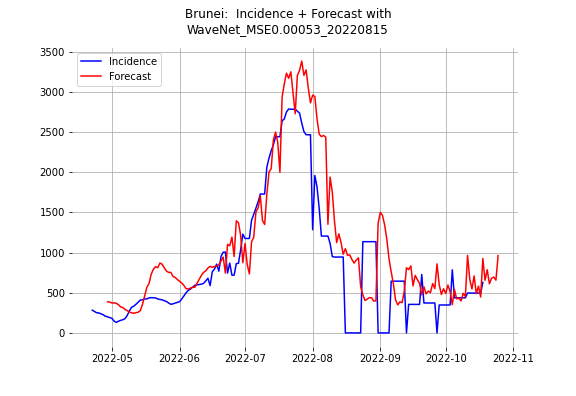 Brunei:  Incidence + Forecast with
WaveNet_MSE0.00053_20220815
Incidence
Forecast
3500
3000
2500
2000
1500
1000
500
0
2022-05 2022-06 2022-07 2022-08 2022-09 2022-10 2022-11